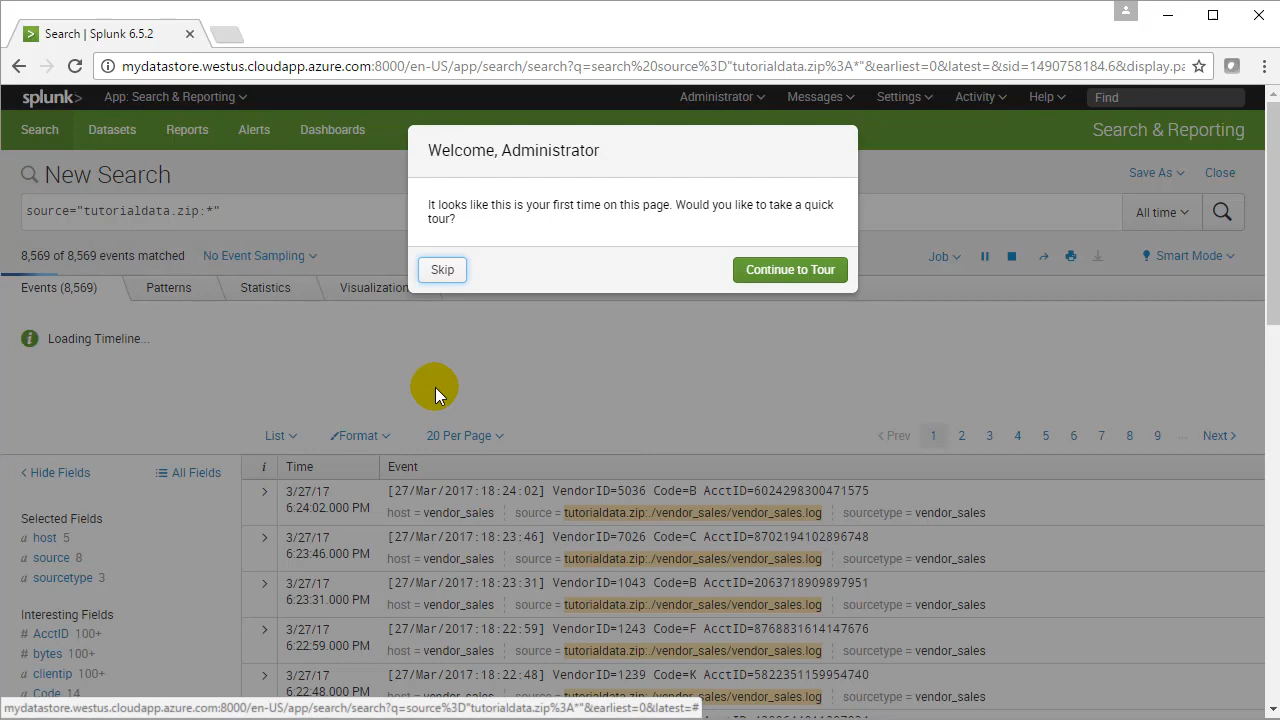 Search | Splunk 6.5.2
mydatastore.westus.cloudapp.azure.com:8000/en-US/app/search/search?q=search%20source%3D"tutorialdata.zip%3A*"&earliest=0&latest=&sid=1490758184.6&display.pa
splunk> App: Search & Reporting Administrator Messages Settings Activity Help Find
Search Datasets Reports Alerts Dashboards Search & Reporting
Welcome, Administrator
New Search Save As Close
It looks like this is your first time on this page. Would you like to take a quick
tour?
source="tutorialdata.zip:*" All time
8,569 of 8,569 events matched No Event Sampling Job Smart Mode
Skip Continue to Tour
Events (8,569) Patterns Statistics Visualization
Loading Timeline...
List Format 20 Per Page < Prev 1 2 3 4 5 6 7 8 9 ... Next >
< Hide Fields All Fields i Time Event
Selected Fields
a host 5
a source 8
a sourcetype 3
Interesting Fields
# AcctID 100+
# bytes 100+
a clientip 100+
a Code 14
3/27/17 [27/Mar/2017:18:24:02] VendorID=5036 Code=B AcctID=6024298300471575
6:24:02.000 PM host = vendor_sales source = tutorialdata.zip:./vendor_sales/vendor_sales.log sourcetype = vendor_sales
3/27/17 [27/Mar/2017:18:23:46] VendorID=7026 Code=C AcctID=8702194102896748
6:23:46.000 PM host = vendor_sales source = tutorialdata.zip:./vendor_sales/vendor_sales.log sourcetype = vendor_sales
3/27/17 [27/Mar/2017:18:23:31] VendorID=1043 Code=B AcctID=2063718909897951
6:23:31.000 PM host = vendor_sales source = tutorialdata.zip:./vendor_sales/vendor_sales.log sourcetype = vendor_sales
3/27/17 [27/Mar/2017:18:22:59] VendorID=1243 Code=F AcctID=8768831614147676
6:22:59.000 PM host = vendor_sales source = tutorialdata.zip:./vendor_sales/vendor_sales.log sourcetype = vendor_sales
3/27/17 [27/Mar/2017:18:22:48] VendorID=1239 Code=K AcctID=5822351159954740
6:22:48.000 PM host = vendor_sales source = tutorialdata.zip:./vendor_sales/vendor_sales.log sourcetype = vendor_sales
mydatastore.westus.cloudapp.azure.com:8000/en-US/app/search/search?q=source%3D"tutorialdata.zip%3A*"&earliest=0&latest=#